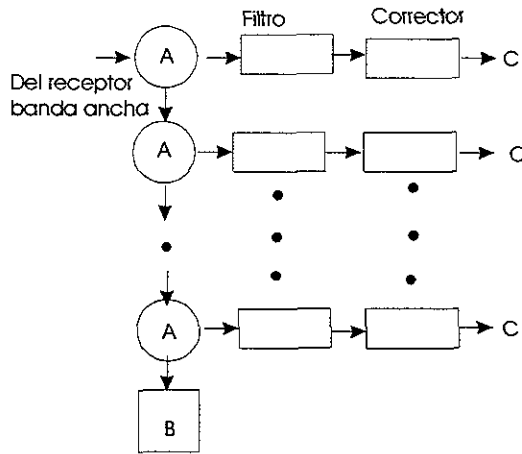 Filtro
Corrector
A
C
Del receptor
banda ancha
A
C
A
C
B